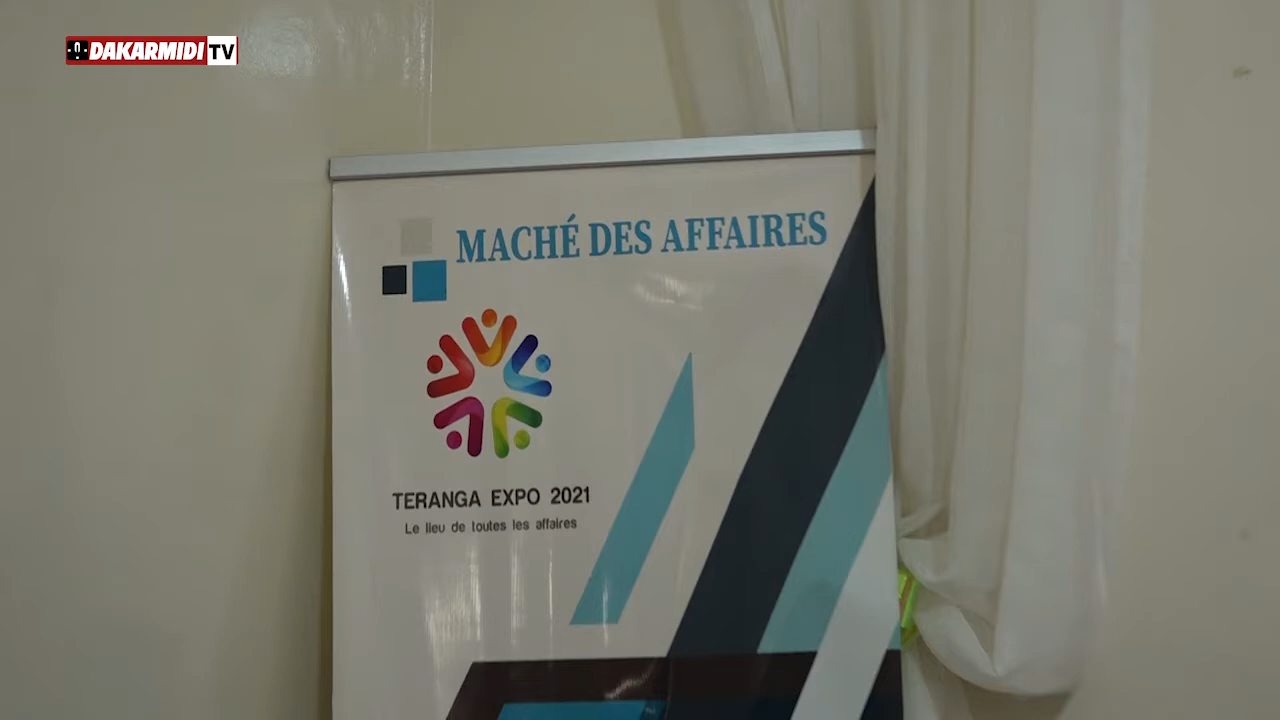 DAKARMIDI TV
MACHÉ DES AFFAIRES
TERANGA EXPO 2021
Le lieu de toutes les affaires